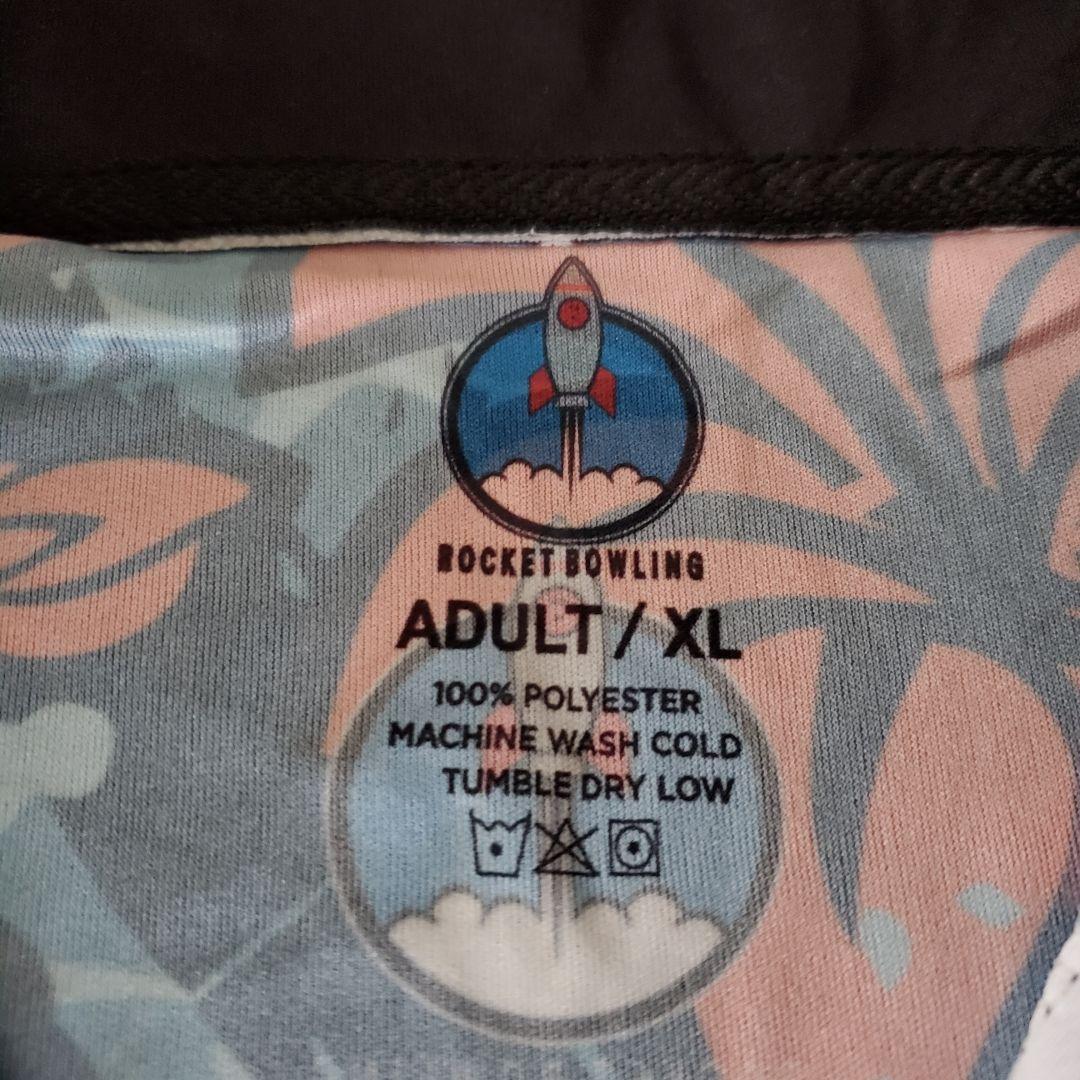 ROCKET BOWLING
ADULT / XL
100% POLYESTER
MACHINE WASH COLD
TUMBLE DRY LOW